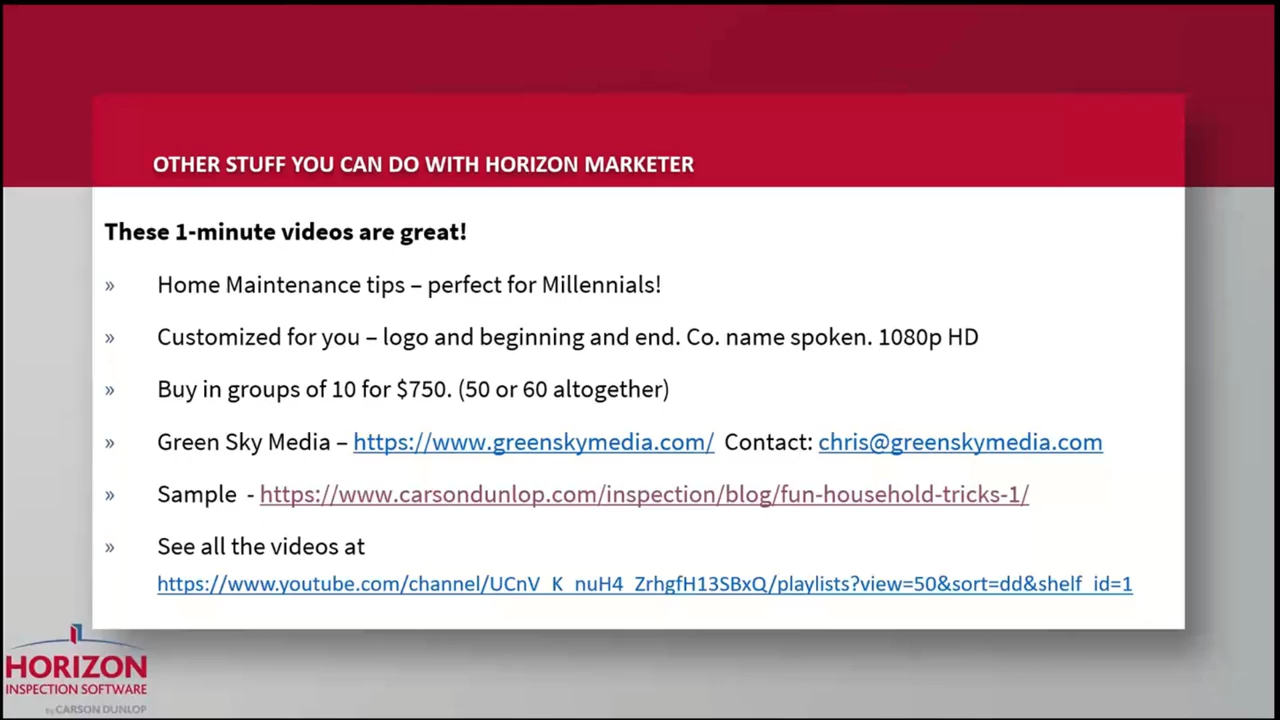 OTHER STUFF YOU CAN DO WITH HORIZON MARKETER
These 1-minute videos are great!
» Home Maintenance tips – perfect for Millennials!
» Customized for you – logo and beginning and end. Co. name spoken. 1080p HD
» Buy in groups of 10 for $750. (50 or 60 altogether)
» Green Sky Media – https://www.greenskymedia.com/ Contact: chris@greenskymedia.com
» Sample - https://www.carsondunlop.com/inspection/blog/fun-household-tricks-1/
» See all the videos at
https://www.youtube.com/channel/UCnV_K_nuH4_ZrhgfH13SBxQ/playlists?view=50&sort=dd&shelf_id=1
HORIZON
INSPECTION SOFTWARE
by CARSON DUNLOP